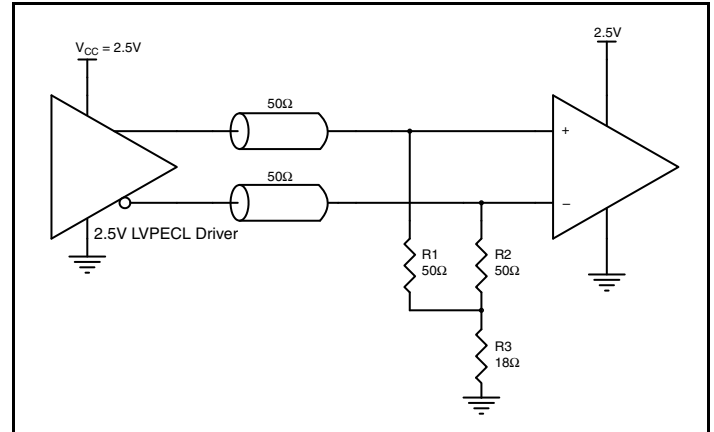 V_CC = 2.5V
2.5V
50Ω
50Ω
+
−
2.5V LVPECL Driver
R1
50Ω
R2
50Ω
R3
18Ω